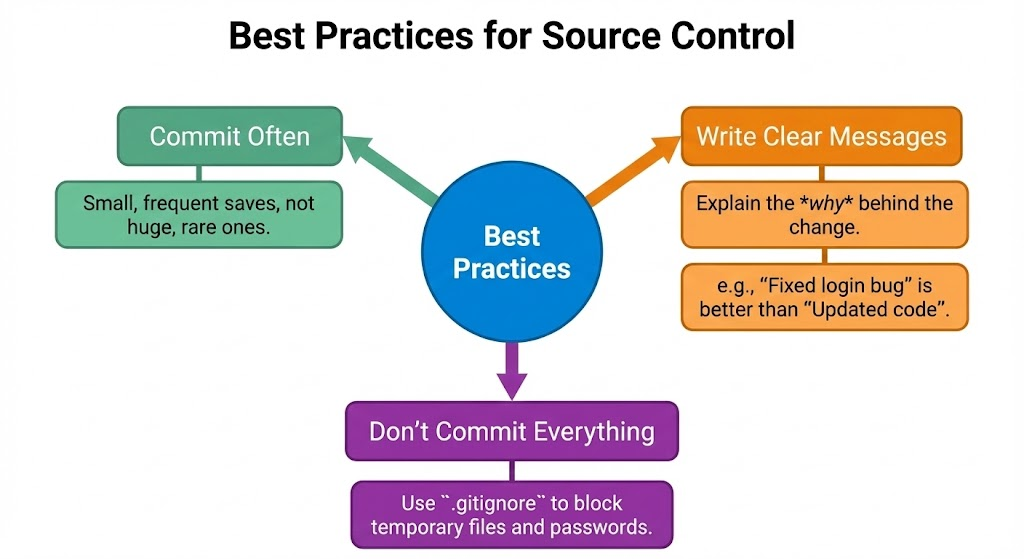 Best Practices for Source Control
Commit Often
Small, frequent saves, not
huge, rare ones.
Write Clear Messages
Explain the *why* behind the
change.
e.g., “Fixed login bug” is
better than “Updated code”.
Best
Practices
Don’t Commit Everything
Use ``.gitignore`` to block
temporary files and passwords.